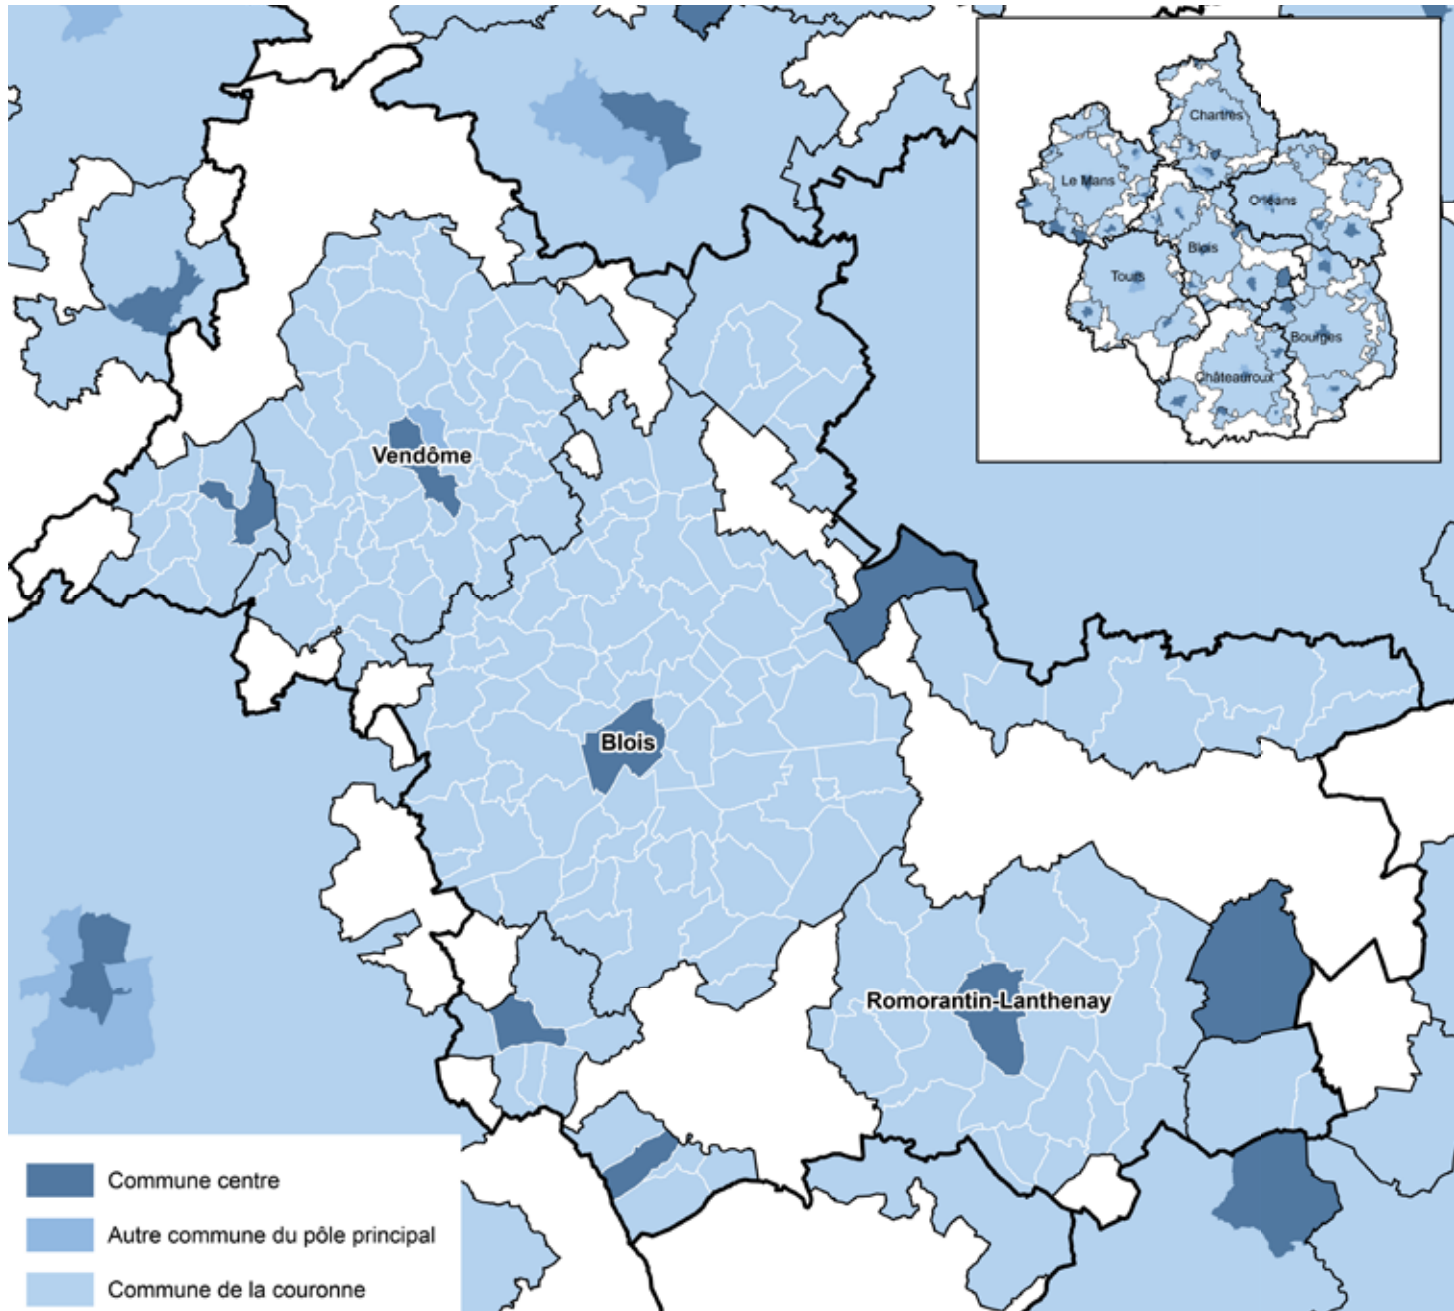 Chartres
Le Mans
Orléans
Blois
Tours
Bourges
Châteauroux
Vendôme
Blois
Romorantin-Lanthenay
Commune centre
Autre commune du pôle principal
Commune de la couronne